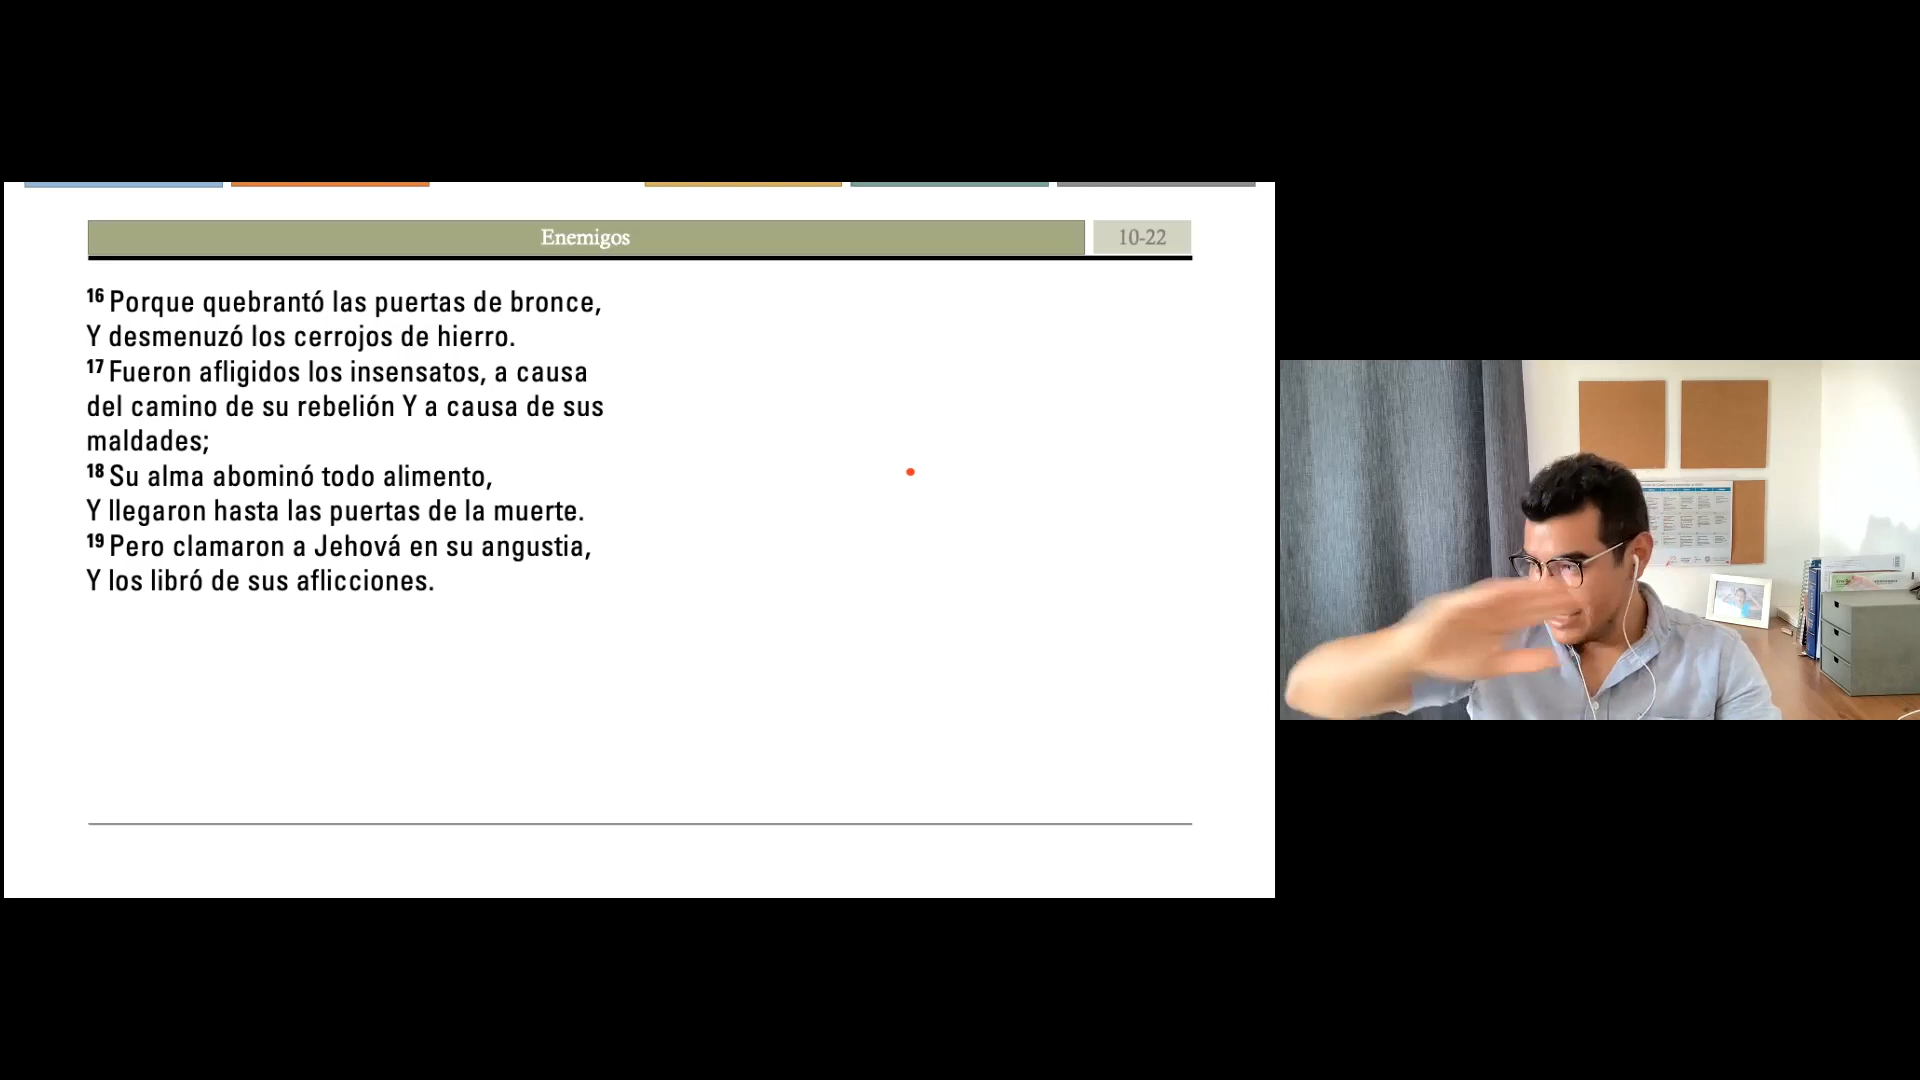 Enemigos
10-22
16 Porque quebrantó las puertas de bronce,
Y desmenuzó los cerrojos de hierro.
17 Fueron afligidos los insensatos, a causa
del camino de su rebelión Y a causa de sus
maldades;
18 Su alma abominó todo alimento,
Y llegaron hasta las puertas de la muerte.
19 Pero clamaron a Jehová en su angustia,
Y los libró de sus aflicciones.